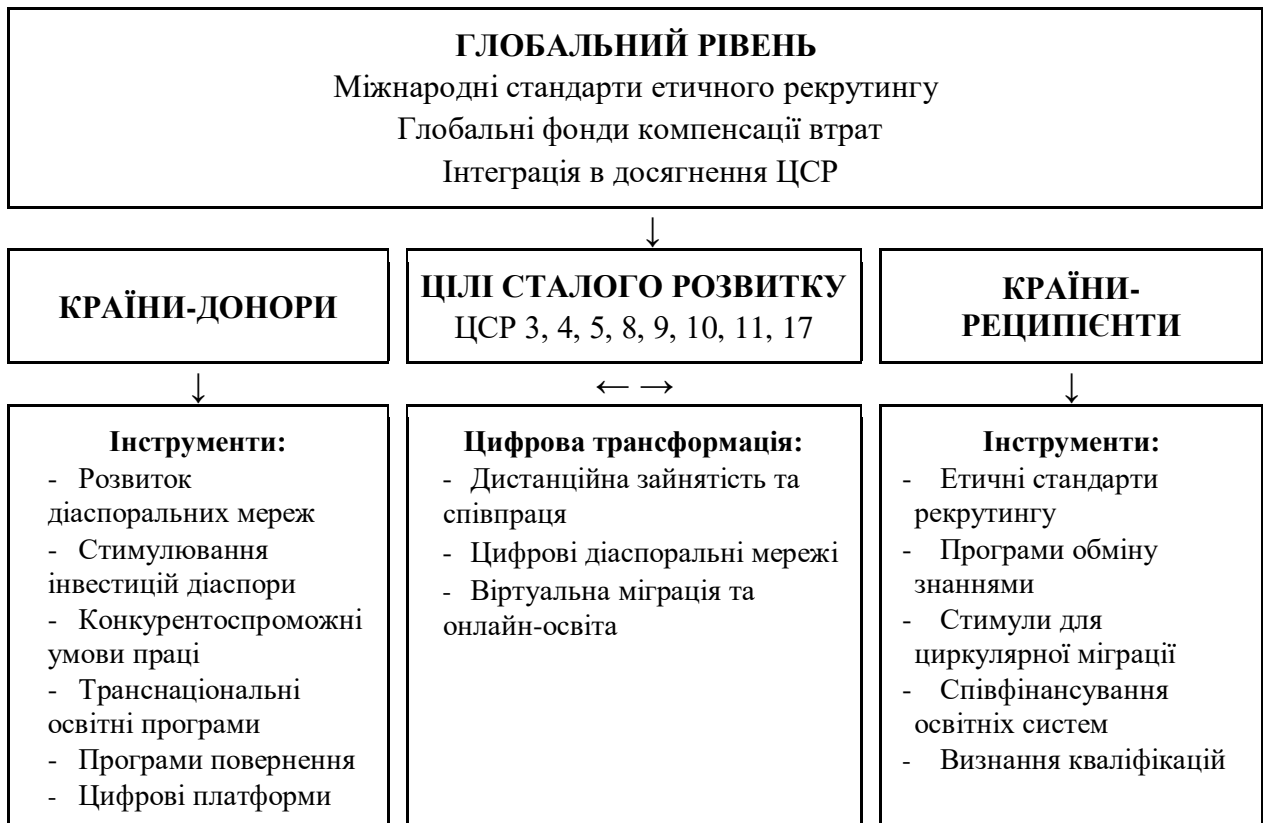 ГЛОБАЛЬНИЙ РІВЕНЬ
Міжнародні стандарти етичного рекрутингу
Глобальні фонди компенсації втрат
Інтеграція в досягнення ЦСР
↓
КРАЇНИ-ДОНОРИ
ЦІЛІ СТАЛОГО РОЗВИТКУ
ЦСР 3, 4, 5, 8, 9, 10, 11, 17
КРАЇНИ-
РЕЦИПІЄНТИ
↓
← →
↓
Інструменти:
- Розвиток
діаспоральних мереж
- Стимулювання
інвестицій діаспори
- Конкурентоспроможні
умови праці
- Транснаціональні
освітні програми
- Програми повернення
- Цифрові платформи
Цифрова трансформація:
- Дистанційна зайнятість та
співпраця
- Цифрові діаспоральні мережі
- Віртуальна міграція та
онлайн-освіта
Інструменти:
- Етичні стандарти
рекрутингу
- Програми обміну
знаннями
- Стимули для
циркулярної міграції
- Співфінансування
освітніх систем
- Визнання кваліфікацій